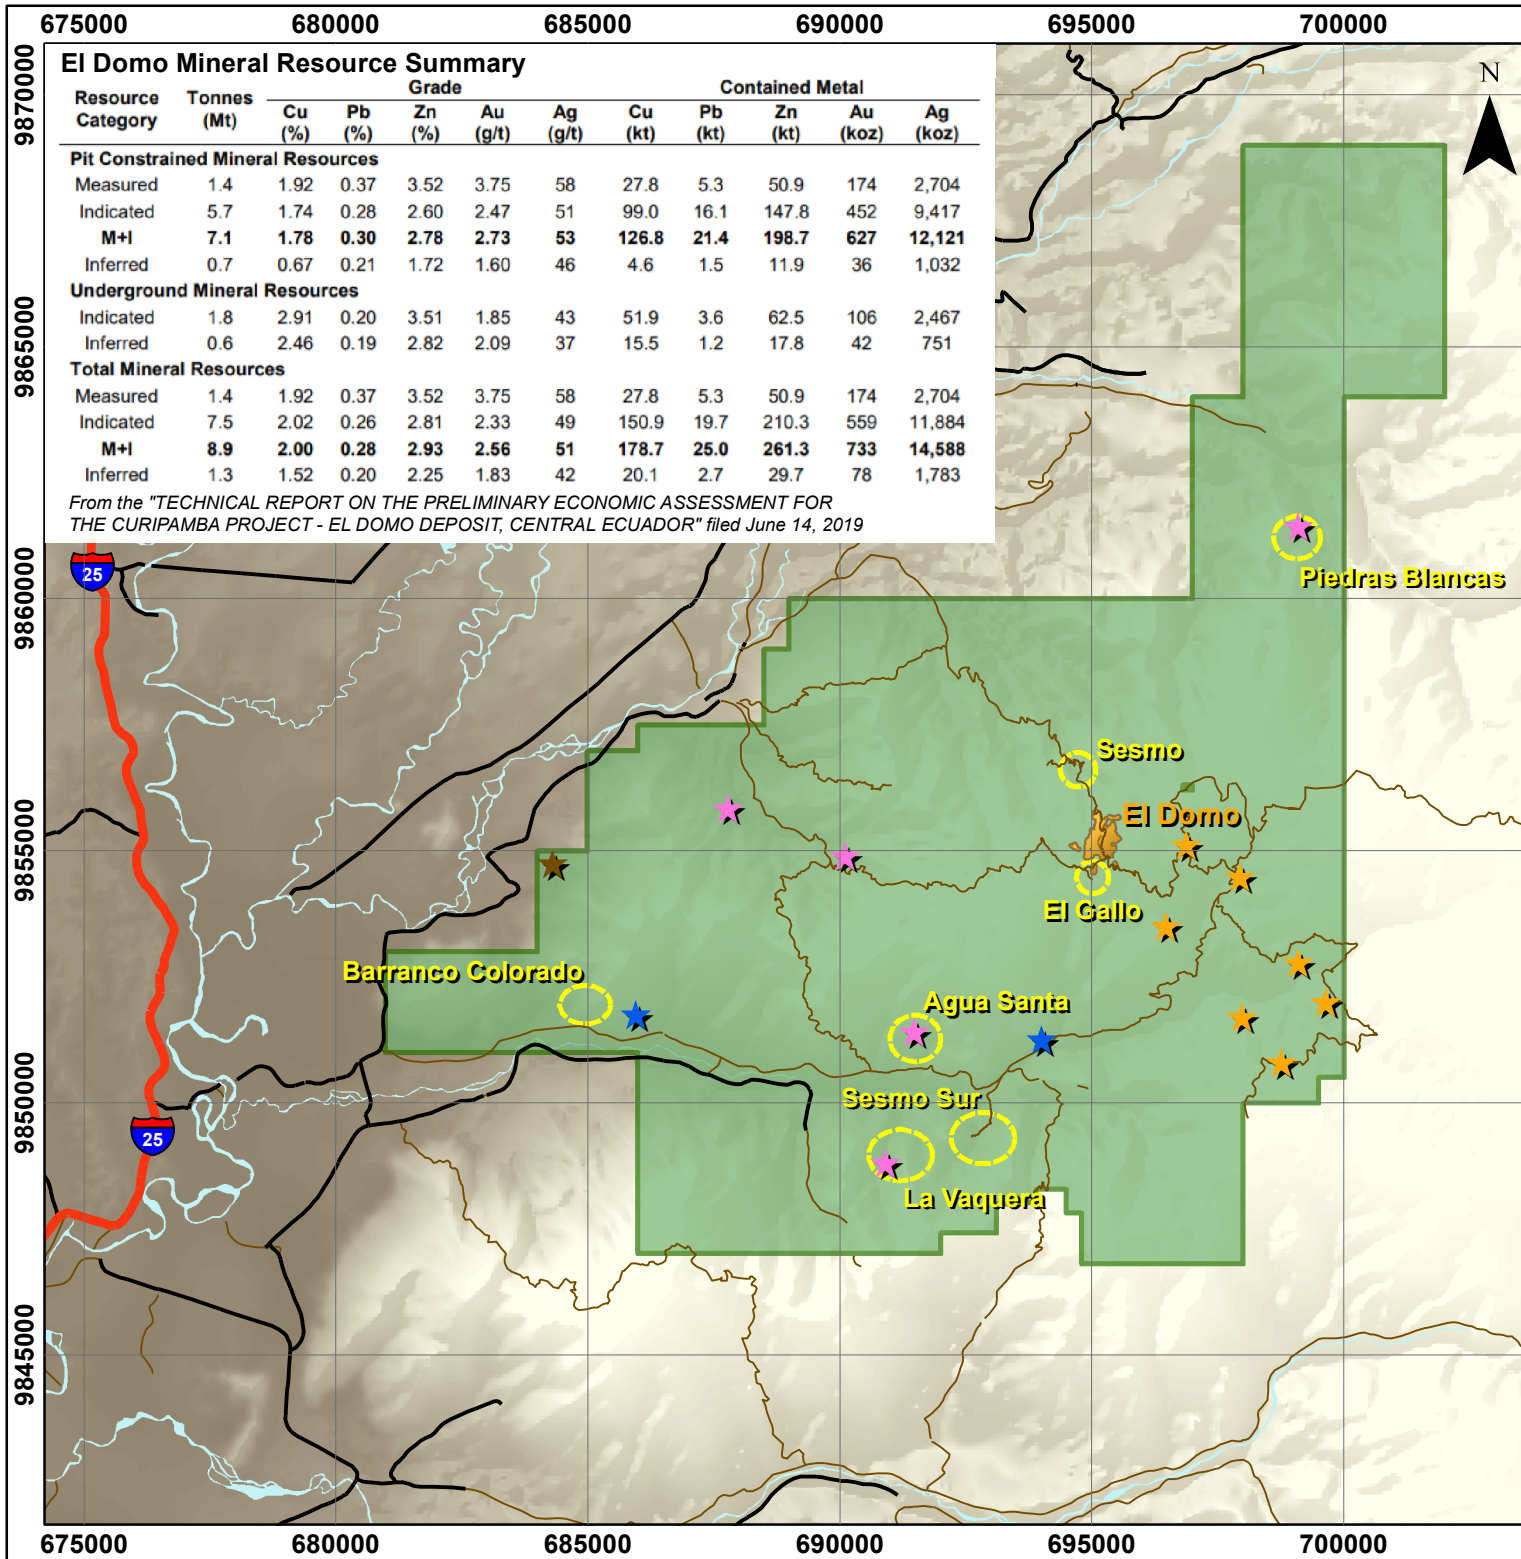 675000 680000 685000 690000 695000 700000
9870000
9865000
9860000
9855000
9850000
9845000
N
El Domo Mineral Resource Summary
Resource Category Tonnes (Mt) Grade Contained Metal
Cu (%) Pb (%) Zn (%) Au (g/t) Ag (g/t) Cu (kt) Pb (kt) Zn (kt) Au (koz) Ag (koz)
Pit Constrained Mineral Resources
Measured 1.4 1.92 0.37 3.52 3.75 58 27.8 5.3 50.9 174 2,704
Indicated 5.7 1.74 0.28 2.60 2.47 51 99.0 16.1 147.8 452 9,417
M+I 7.1 1.78 0.30 2.78 2.73 53 126.8 21.4 198.7 627 12,121
Inferred 0.7 0.67 0.21 1.72 1.60 46 4.6 1.5 11.9 36 1,032
Underground Mineral Resources
Indicated 1.8 2.91 0.20 3.51 1.85 43 51.9 3.6 62.5 106 2,467
Inferred 0.6 2.46 0.19 2.82 2.09 37 15.5 1.2 17.8 42 751
Total Mineral Resources
Measured 1.4 1.92 0.37 3.52 3.75 58 27.8 5.3 50.9 174 2,704
Indicated 7.5 2.02 0.26 2.81 2.33 49 150.9 19.7 210.3 559 11,884
M+I 8.9 2.00 0.28 2.93 2.56 51 178.7 25.0 261.3 733 14,588
Inferred 1.3 1.52 0.20 2.25 1.83 42 20.1 2.7 29.7 78 1,783
From the "TECHNICAL REPORT ON THE PRELIMINARY ECONOMIC ASSESSMENT FOR
THE CURIPAMBA PROJECT - EL DOMO DEPOSIT, CENTRAL ECUADOR" filed June 14, 2019
25
Piedras Blancas
Sesmo
El Domo
El Gallo
Barranco Colorado
Agua Santa
Sesmo Sur
25
La Vaquera
675000 680000 685000 690000 695000 700000